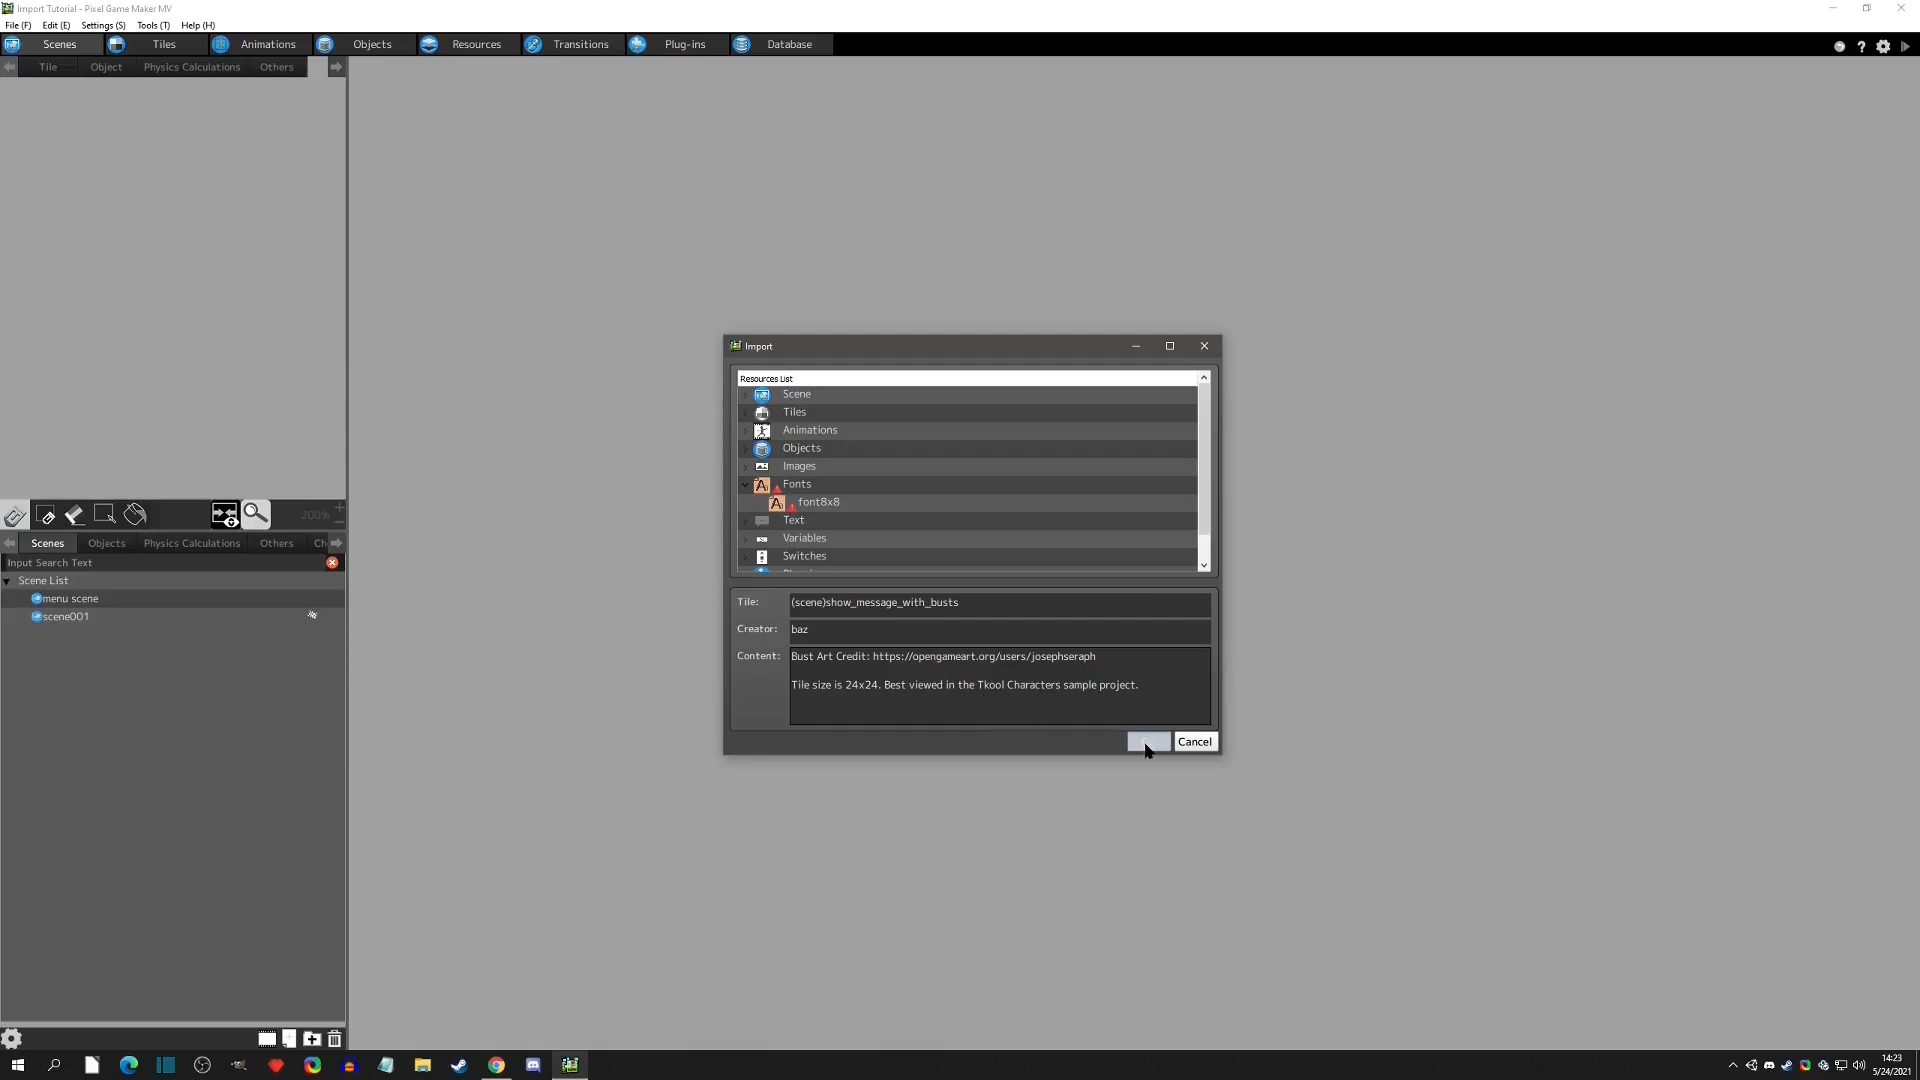 Import Tutorial - Pixel Game Maker MV
File (F) Edit (E) Settings (S) Tools (T) Help (H)
Scenes Tiles Animations Objects Resources Transitions Plug-ins Database
Tile Object Physics Calculations Others
Import
Resources List
Scene
Tiles
Animations
Objects
Images
Fonts
font8x8
Text
Variables
Switches
200%
Scenes Objects Physics Calculations Others Ch
Input Search Text
Scene List
menu scene
scene001
Tile: (scene)show_message_with_busts
Creator: baz
Content: Bust Art Credit: https://opengameart.org/users/josephseraph
Tile size is 24x24. Best viewed in the Tkool Characters sample project.
Cancel
14:23
5/24/2021